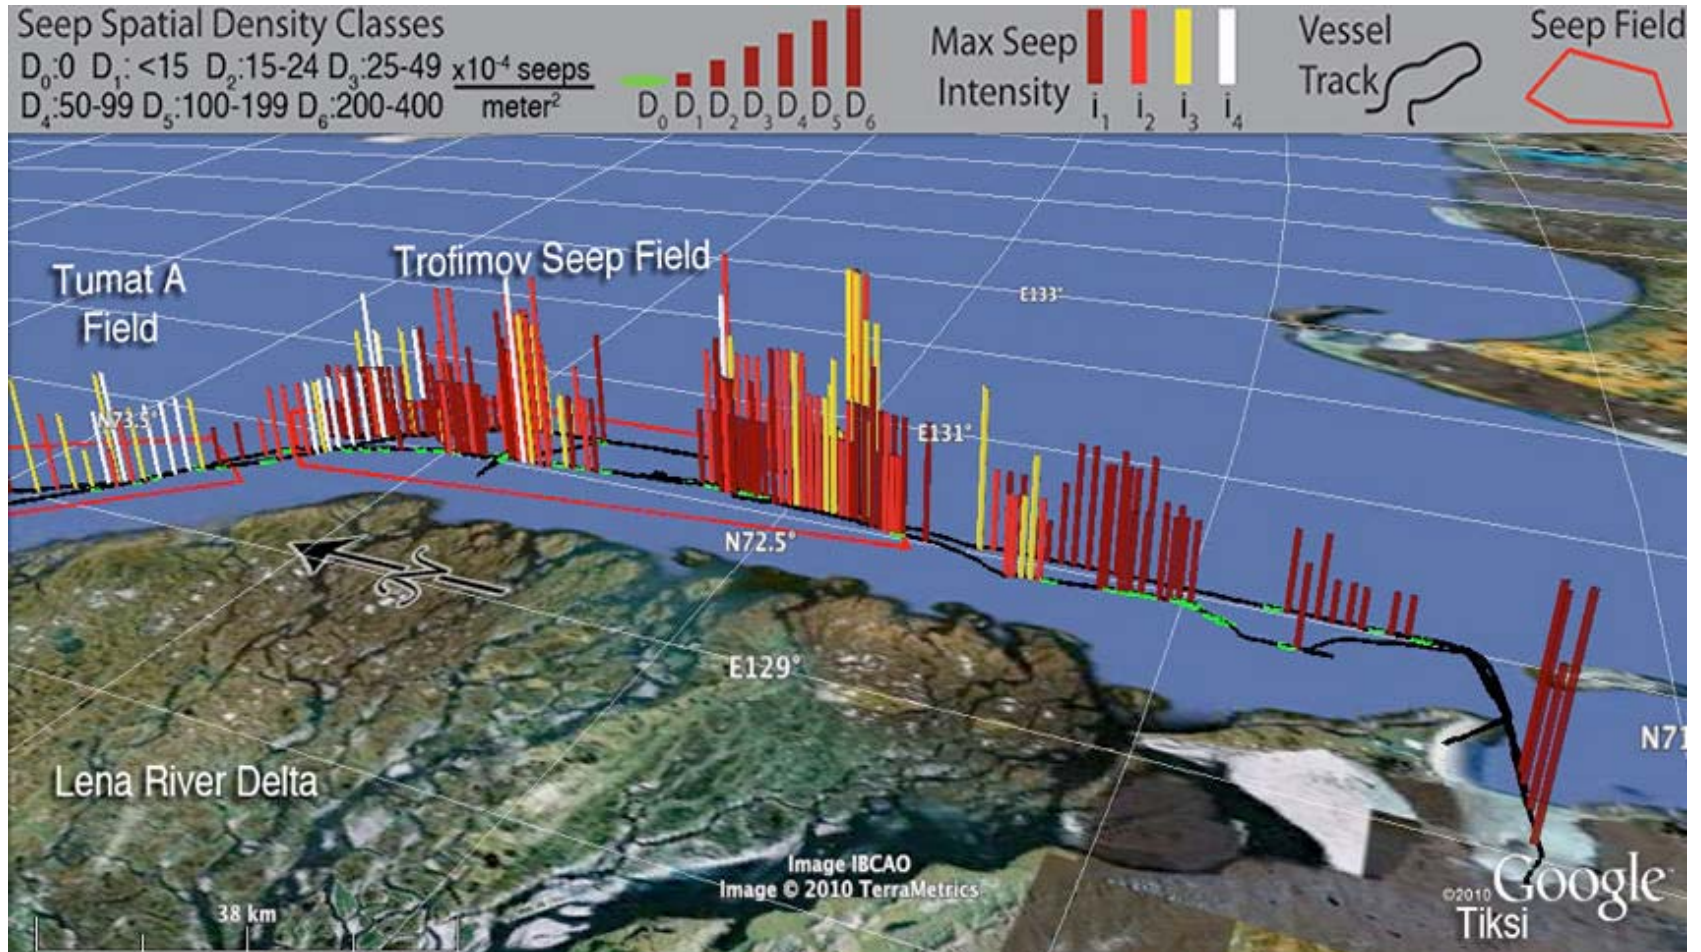 Seep Spatial Density Classes
D₀:0 D₁: <15 D₂:15-24 D₃:25-49 x10⁻⁴ seeps
D₄:50-99 D₅:100-199 D₆:200-400 meter²
D₀ D₁ D₂ D₃ D₄ D₅ D₆
Max Seep
Intensity
i₁ i₂ i₃ i₄
Vessel
Track
Seep Field
Tumat A
Field
Trofimov Seep Field
E133°
N73.5°
E131°
N72.5°
N
E129°
N71
Lena River Delta
Image IBCAO
Image © 2010 TerraMetrics
38 km
©2010 Google
Tiksi